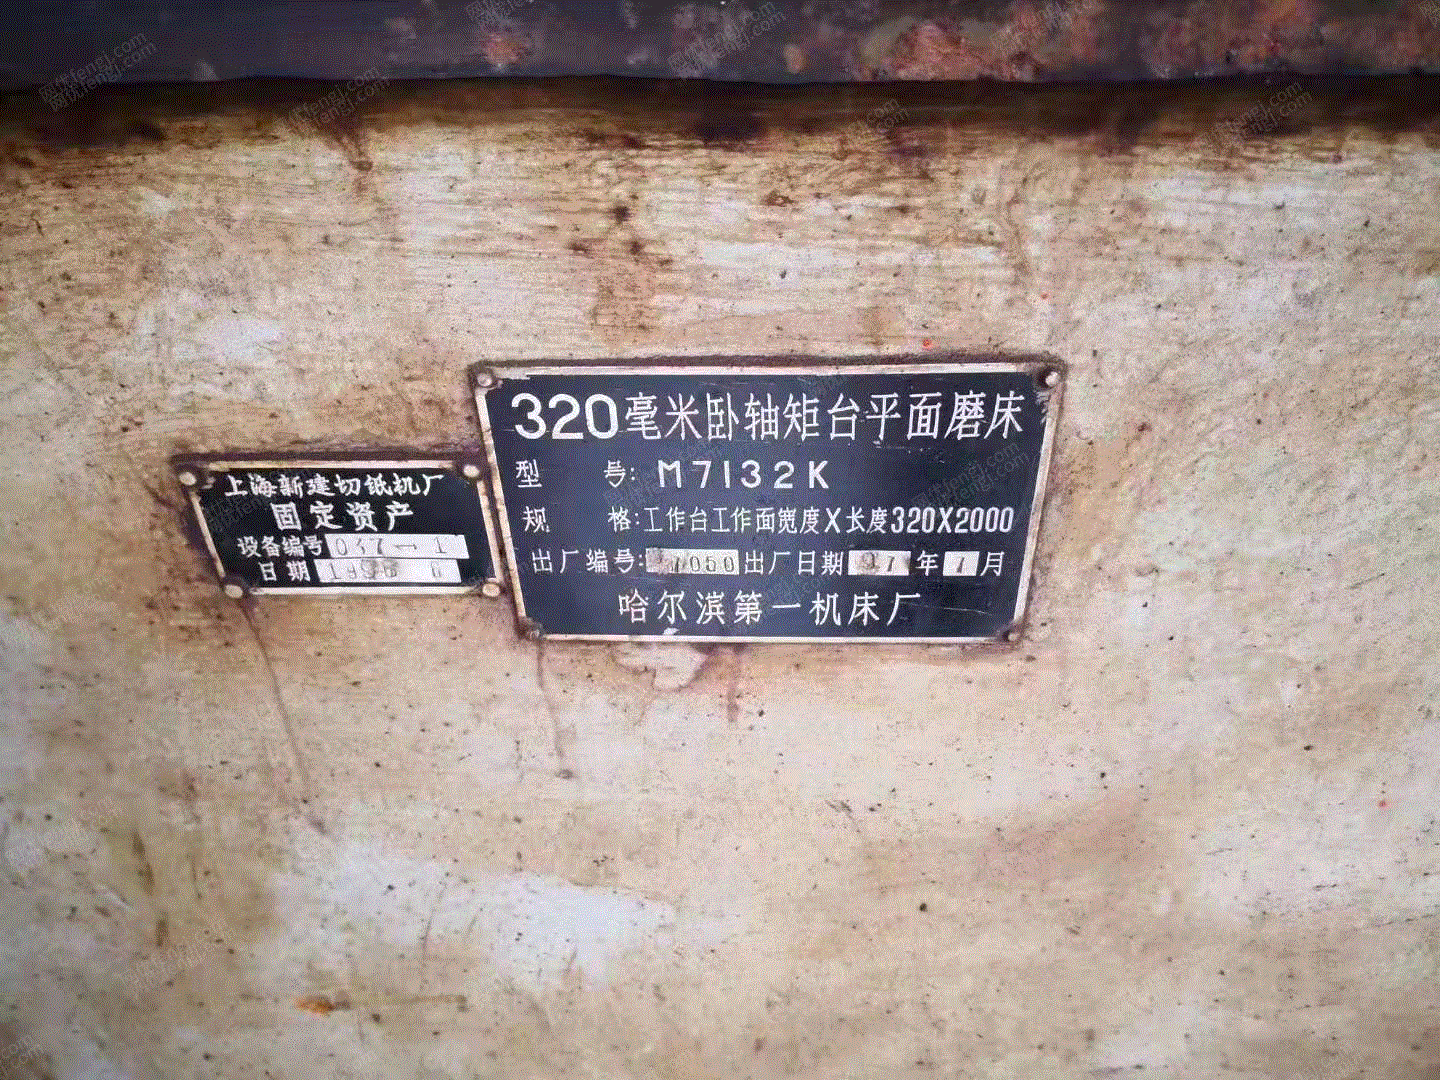 320毫米卧轴矩台平面磨床
型 号: M7132K
规 格:工作台工作面宽度X长度320X2000
出厂编号: 出厂日期 年 1月
哈尔滨第一机床厂
上海新建切纸机厂
固定资产
设备编号 037-1
日期